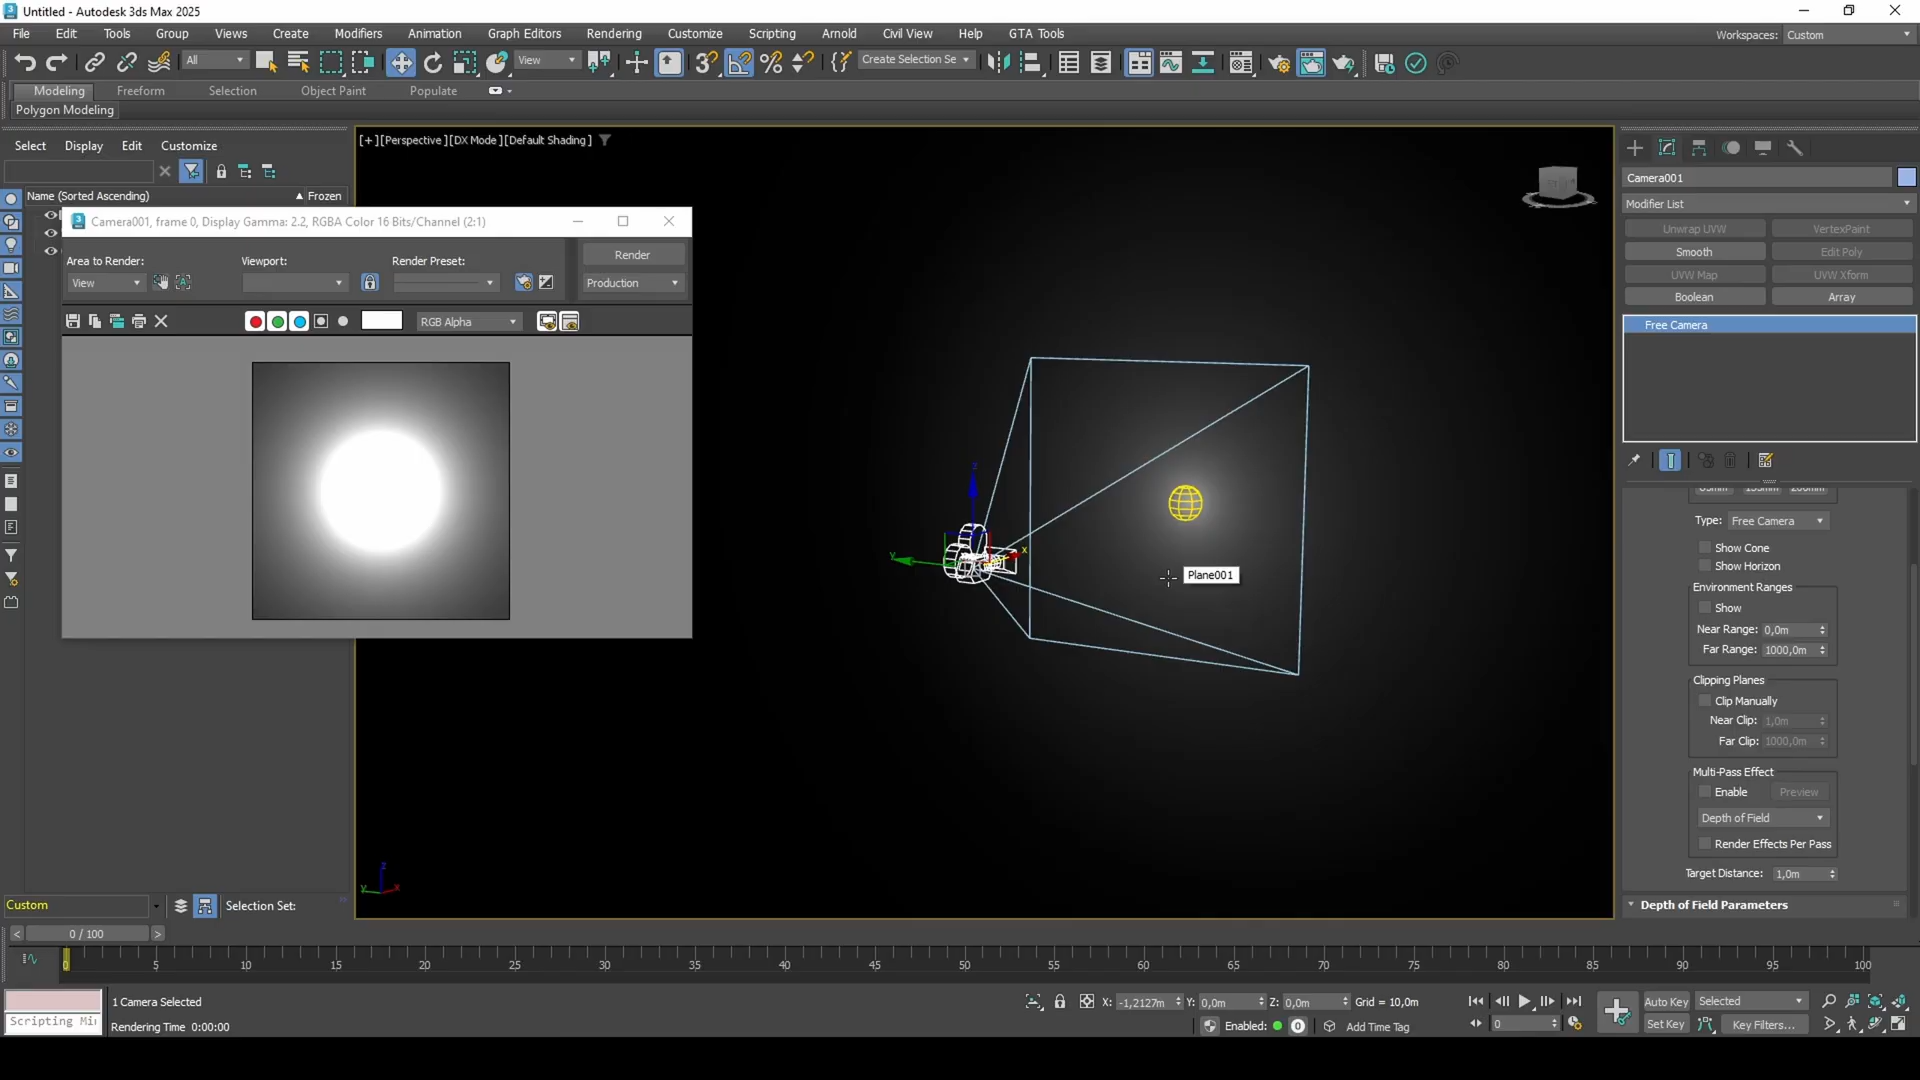 Untitled - Autodesk 3ds Max 2025
File Edit Tools Group Views Create Modifiers Animation Graph Editors Rendering Customize Scripting Arnold Civil View Help GTA Tools
Workspaces: Custom
All View Create Selection Se
Modeling Freeform Selection Object Paint Populate
Polygon Modeling
Select Display Edit Customize
Name (Sorted Ascending) ▲ Frozen
[+][Perspective][DX Mode][Default Shading]
Camera001, frame 0, Display Gamma: 2.2, RGBA Color 16 Bits/Channel (2:1)
Area to Render: Viewport: Render Preset: Render
View Production
RGB Alpha
z
y
x
Plane001
z
y
x
Camera001
Modifier List
Unwrap UVW VertexPaint
Smooth Edit Poly
UVW Map UVW Xform
Boolean Array
Free Camera
Type: Free Camera
Show Cone
Show Horizon
Environment Ranges
Show
Near Range: 0,0m
Far Range: 1000,0m
Clipping Planes
Clip Manually
Near Clip: 1,0m
Far Clip: 1000,0m
Multi-Pass Effect
Enable Preview
Depth of Field
Render Effects Per Pass
Target Distance: 1,0m
Depth of Field Parameters
Custom Selection Set:
< 0 / 100 >
0 5 10 15 20 25 30 35 40 45 50 55 60 65 70 75 80 85 90 95 100
1 Camera Selected
X: -1,2127m Y: 0,0m Z: 0,0m Grid = 10,0m
Auto Key Selected
Scripting Mi
Rendering Time 0:00:00
Enabled: 0 Add Time Tag
0
Set Key Key Filters...